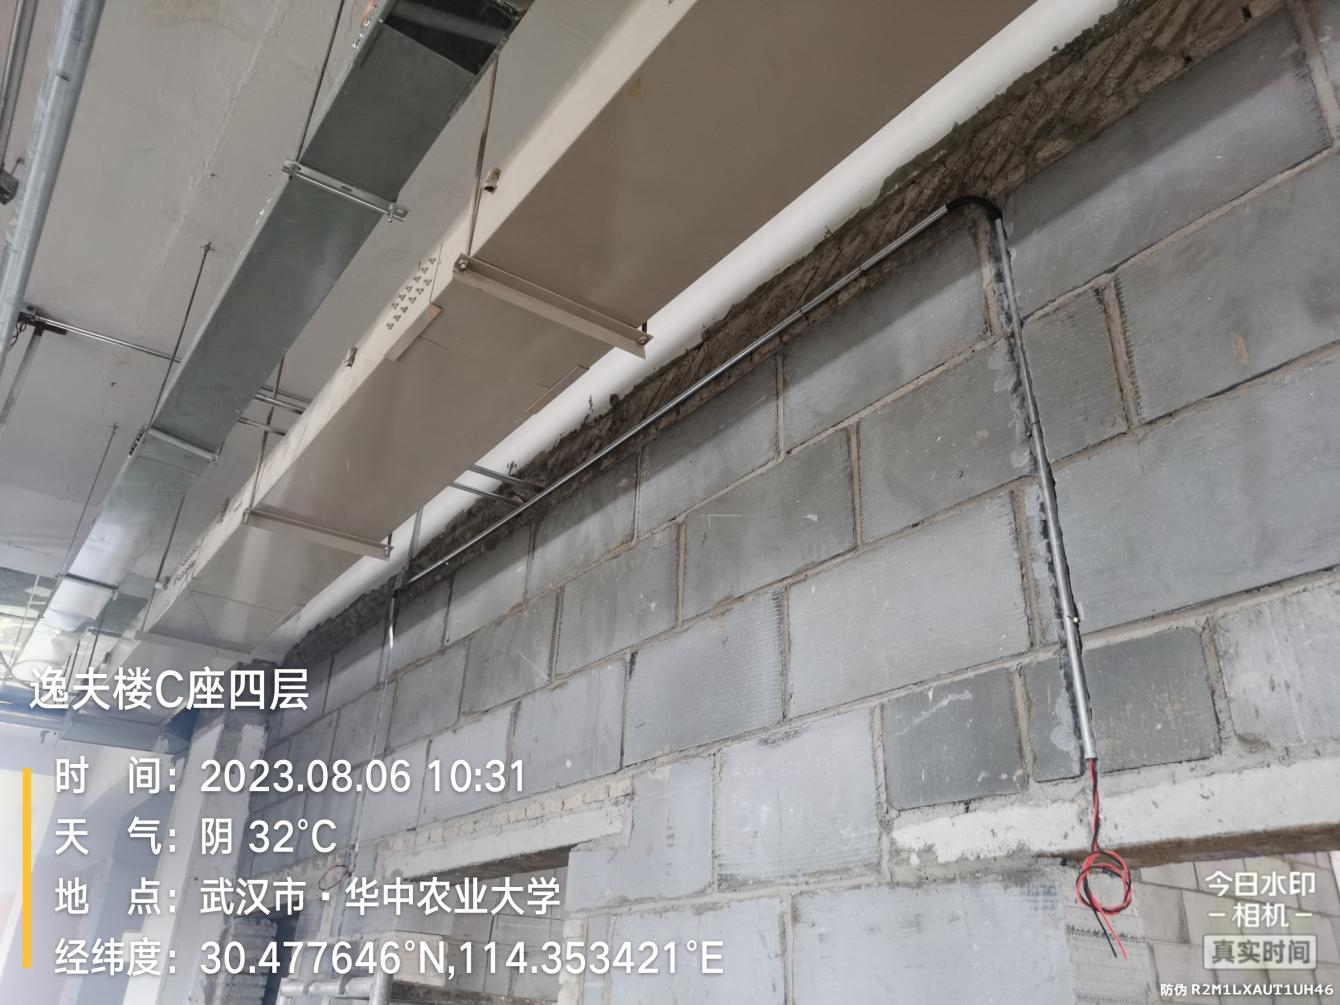 逸夫楼C座四层
时 间：2023.08.06 10:31
天 气：阴 32°C
地 点：武汉市·华中农业大学
经纬度：30.477646°N,114.353421°E
今日水印
相机
真实时间
防伪 R2M1LXAUT1UH46